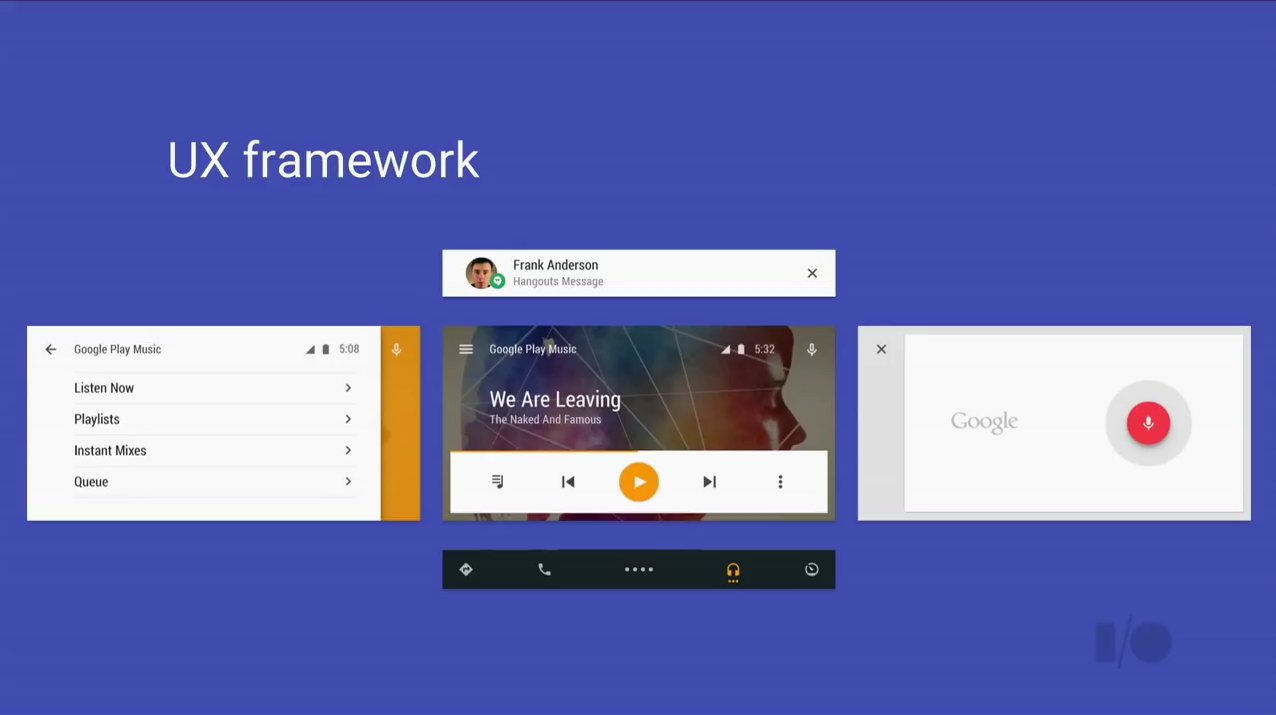 UX framework
Frank Anderson
Hangouts Message
Google Play Music 5:08
Listen Now
Playlists
Instant Mixes
Queue
Google Play Music 5:32
We Are Leaving
The Naked And Famous
Google
I/O